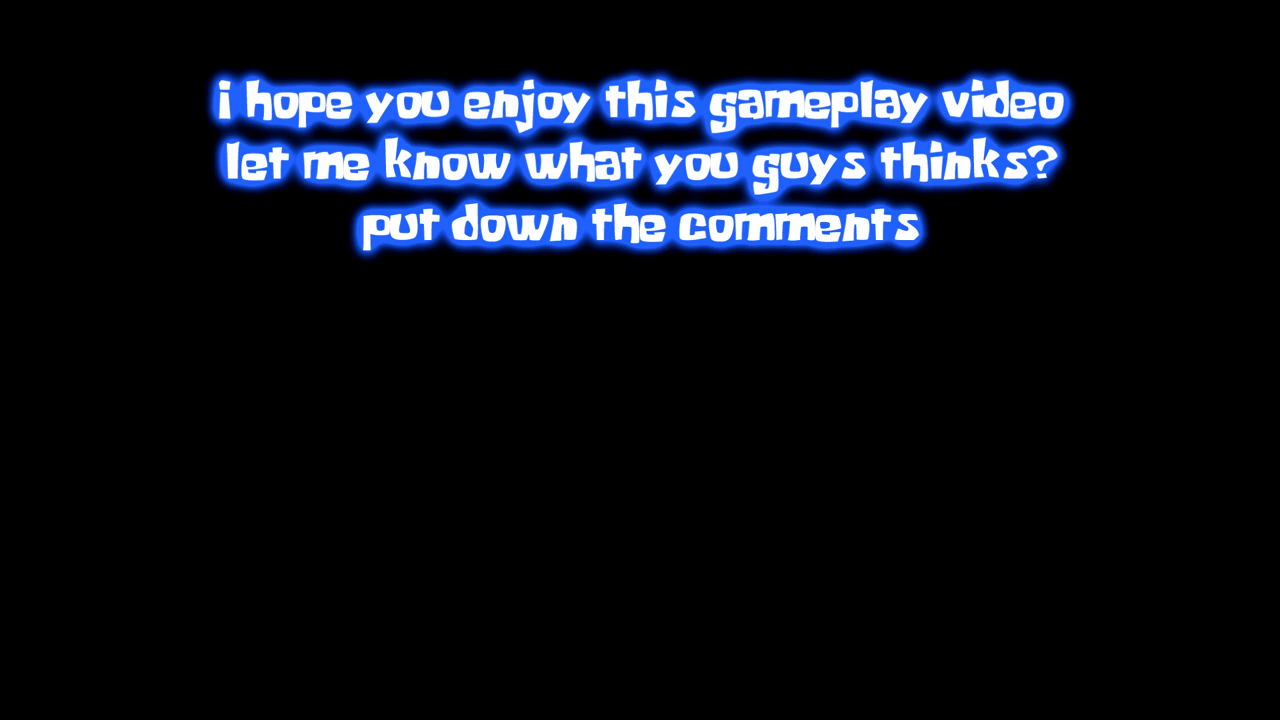 i hope you enjoy this gameplay video
let me know what you guys thinks?
put down the comments